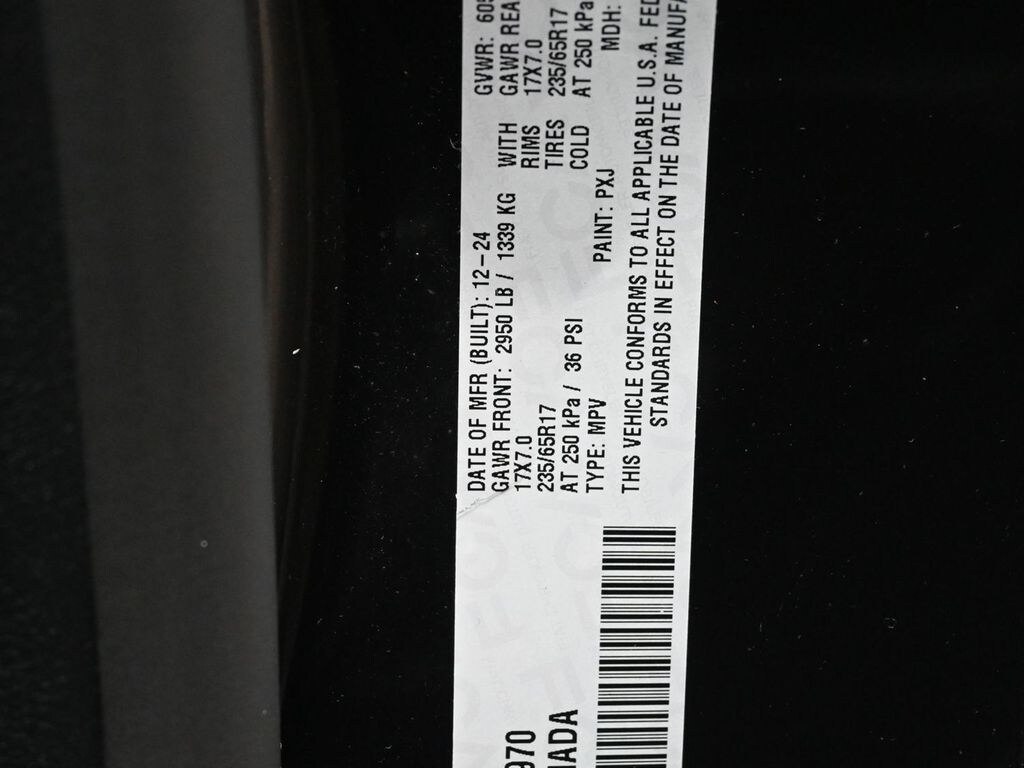 DATE OF MFR (BUILT): 12-24
GVWR:
GAWR FRONT: 2950 LB / 1339 KG WITH
GAWR REA
17X7.0
RIMS
17X7.0
235/65R17
TIRES
235/65R17
AT 250 kPa / 36 PSI
COLD
AT 250 kPa
TYPE: MPV
PAINT: PXJ
MDH:
THIS VEHICLE CONFORMS TO ALL APPLICABLE U.S.A. FED
STANDARDS IN EFFECT ON THE DATE OF MANUFA
970
ADA